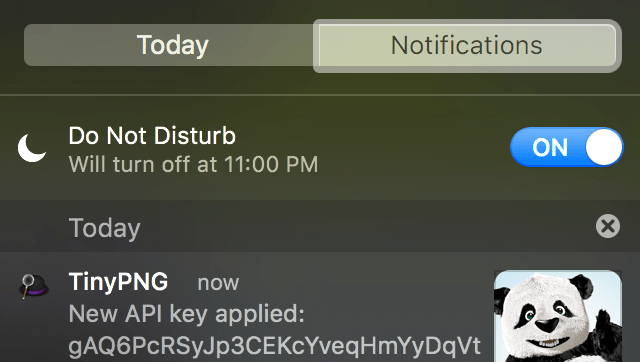 Today
Notifications
Do Not Disturb
Will turn off at 11:00 PM
ON
Today
TinyPNG now
New API key applied:
gAQ6PcRSyJp3CEKcYveqHmYyDqVt